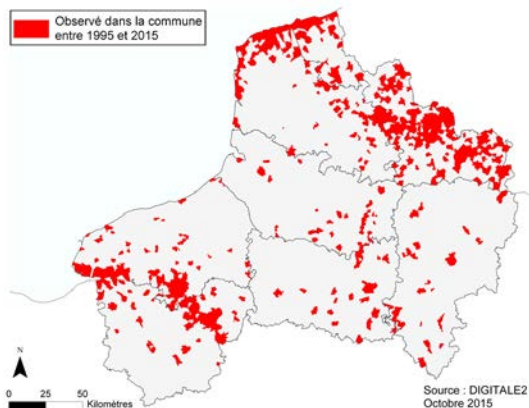 Observé dans la commune
entre 1995 et 2015
N
0 25 50
Kilomètres
Source : DIGITALE2
Octobre 2015